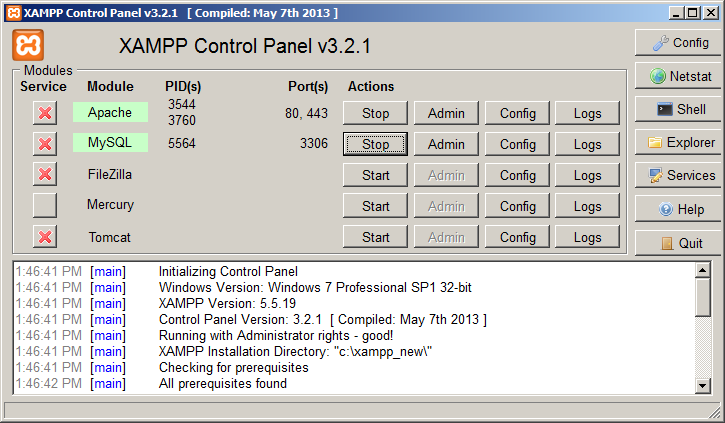 XAMPP Control Panel v3.2.1 [ Compiled: May 7th 2013 ]
XAMPP Control Panel v3.2.1
Config
Netstat
Shell
Explorer
Services
Help
Quit
Modules
Service Module PID(s) Port(s) Actions
Apache 3544 3760 80, 443 Stop Admin Config Logs
MySQL 5564 3306 Stop Admin Config Logs
FileZilla Start Admin Config Logs
Mercury Start Admin Config Logs
Tomcat Start Admin Config Logs
1:46:41 PM [main] Initializing Control Panel
1:46:41 PM [main] Windows Version: Windows 7 Professional SP1 32-bit
1:46:41 PM [main] XAMPP Version: 5.5.19
1:46:41 PM [main] Control Panel Version: 3.2.1 [ Compiled: May 7th 2013 ]
1:46:41 PM [main] Running with Administrator rights - good!
1:46:41 PM [main] XAMPP Installation Directory: "c:\xampp_new\"
1:46:41 PM [main] Checking for prerequisites
1:46:42 PM [main] All prerequisites found